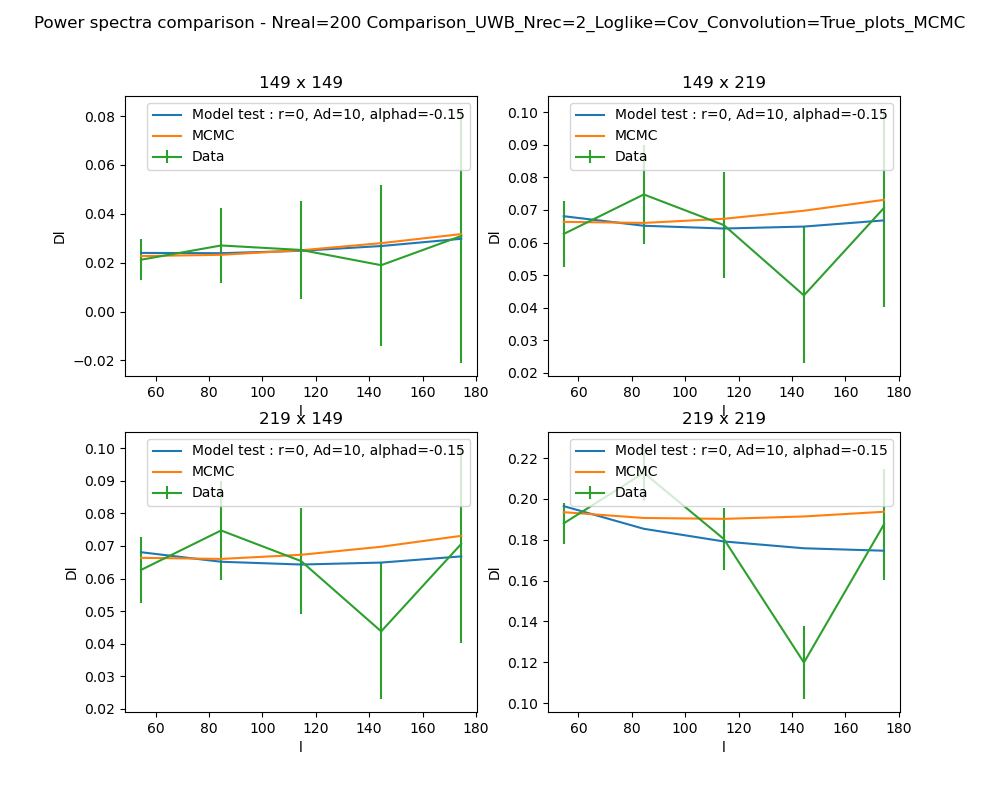 Power spectra comparison - Nreal=200 Comparison_UWB_Nrec=2_Loglike=Cov_Convolution=True_plots_MCMC
149 x 149
Model test : r=0, Ad=10, alphad=-0.15
MCMC
Data
0.08
0.06
0.04
0.02
0.00
−0.02
Dl
60 80 100 120 140 160 180
l
149 x 219
Model test : r=0, Ad=10, alphad=-0.15
MCMC
Data
0.10
0.09
0.08
0.07
0.06
0.05
0.04
0.03
0.02
Dl
60 80 100 120 140 160 180
l
219 x 149
Model test : r=0, Ad=10, alphad=-0.15
MCMC
Data
0.10
0.09
0.08
0.07
0.06
0.05
0.04
0.03
0.02
Dl
60 80 100 120 140 160 180
l
219 x 219
Model test : r=0, Ad=10, alphad=-0.15
MCMC
Data
0.22
0.20
0.18
0.16
0.14
0.12
0.10
Dl
60 80 100 120 140 160 180
l